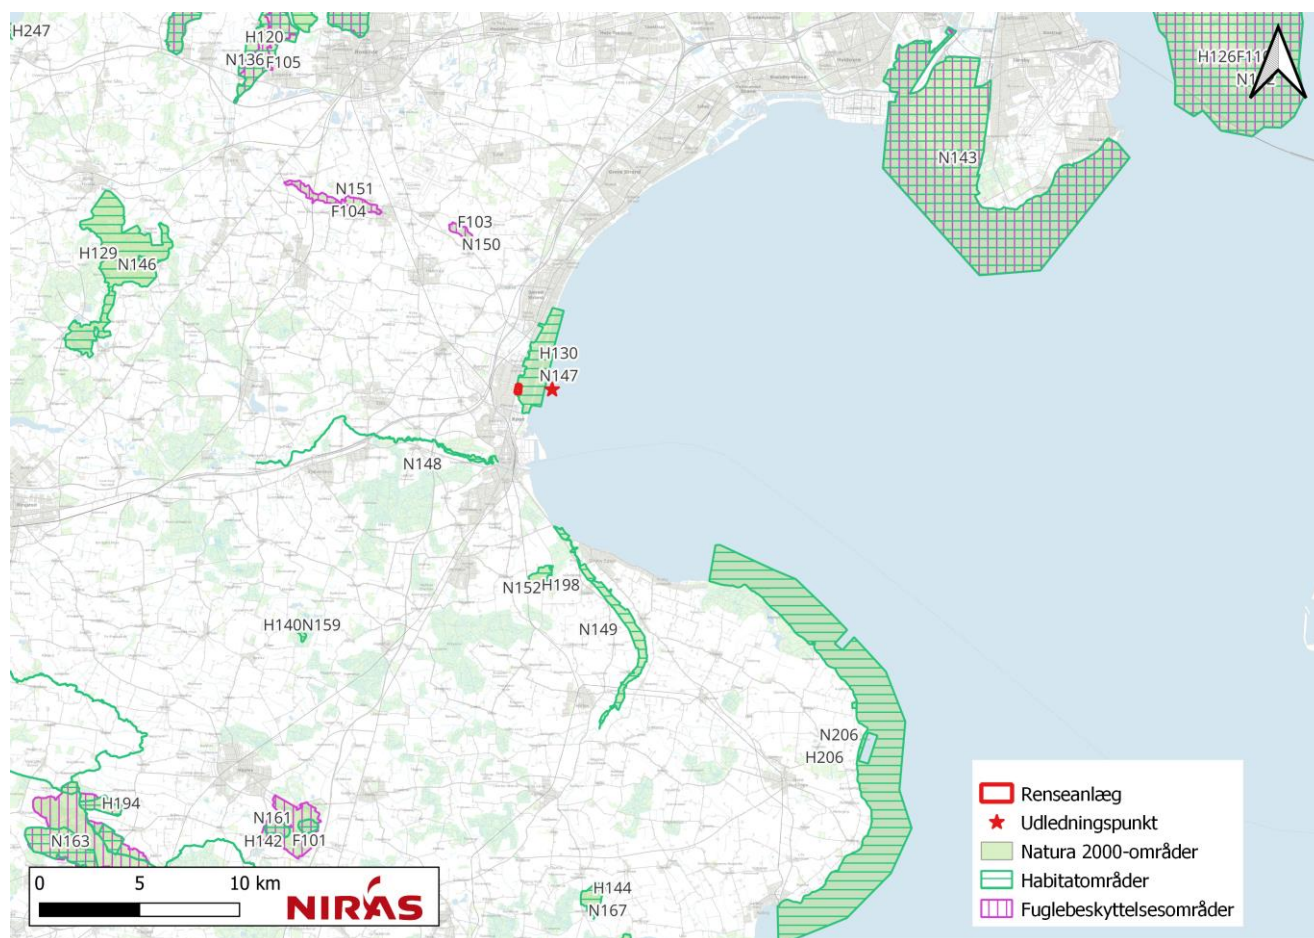 H247
H120
N136 F105
H126F110
N143
N151
F104
F103
N150
H129
N146
H130
N147
N148
N152 H198
N149
H140N159
N206
H206
H194
N163
N161
H142 F101
H144
N167
0 5 10 km
NIRAS
Renseanlæg
Udledningspunkt
Natura 2000-områder
Habitatområder
Fuglebeskyttelsesområder